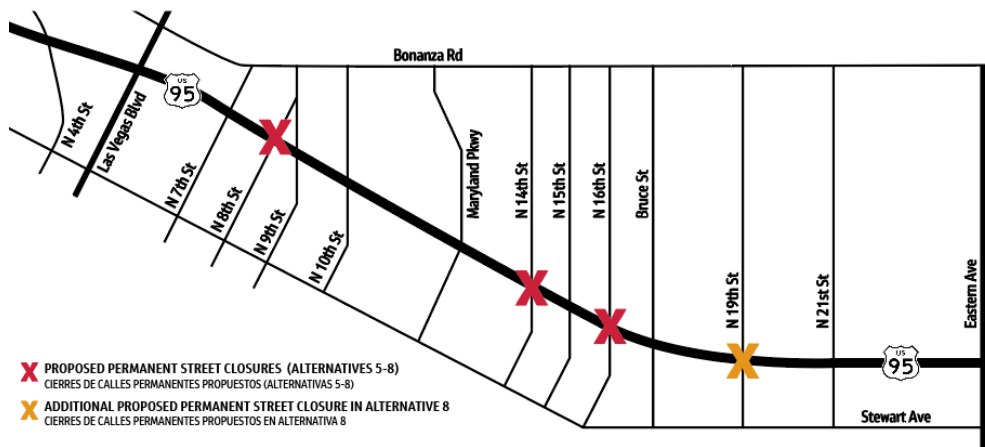 Bonanza Rd
US
95
N 4th St
Las Vegas Blvd
N 7th St
N 8th St
N 9th St
N 10th St
Maryland Pkwy
N 14th St
N 15th St
N 16th St
Bruce St
N 19th St
N 21st St
Eastern Ave
US
95
Stewart Ave
X PROPOSED PERMANENT STREET CLOSURES (ALTERNATIVES 5-8)
CIERRES DE CALLES PERMANENTES PROPUESTOS (ALTERNATIVAS 5-8)
X ADDITIONAL PROPOSED PERMANENT STREET CLOSURE IN ALTERNATIVE 8
CIERRES DE CALLES PERMANENTES PROPUESTOS EN ALTERNATIVA 8